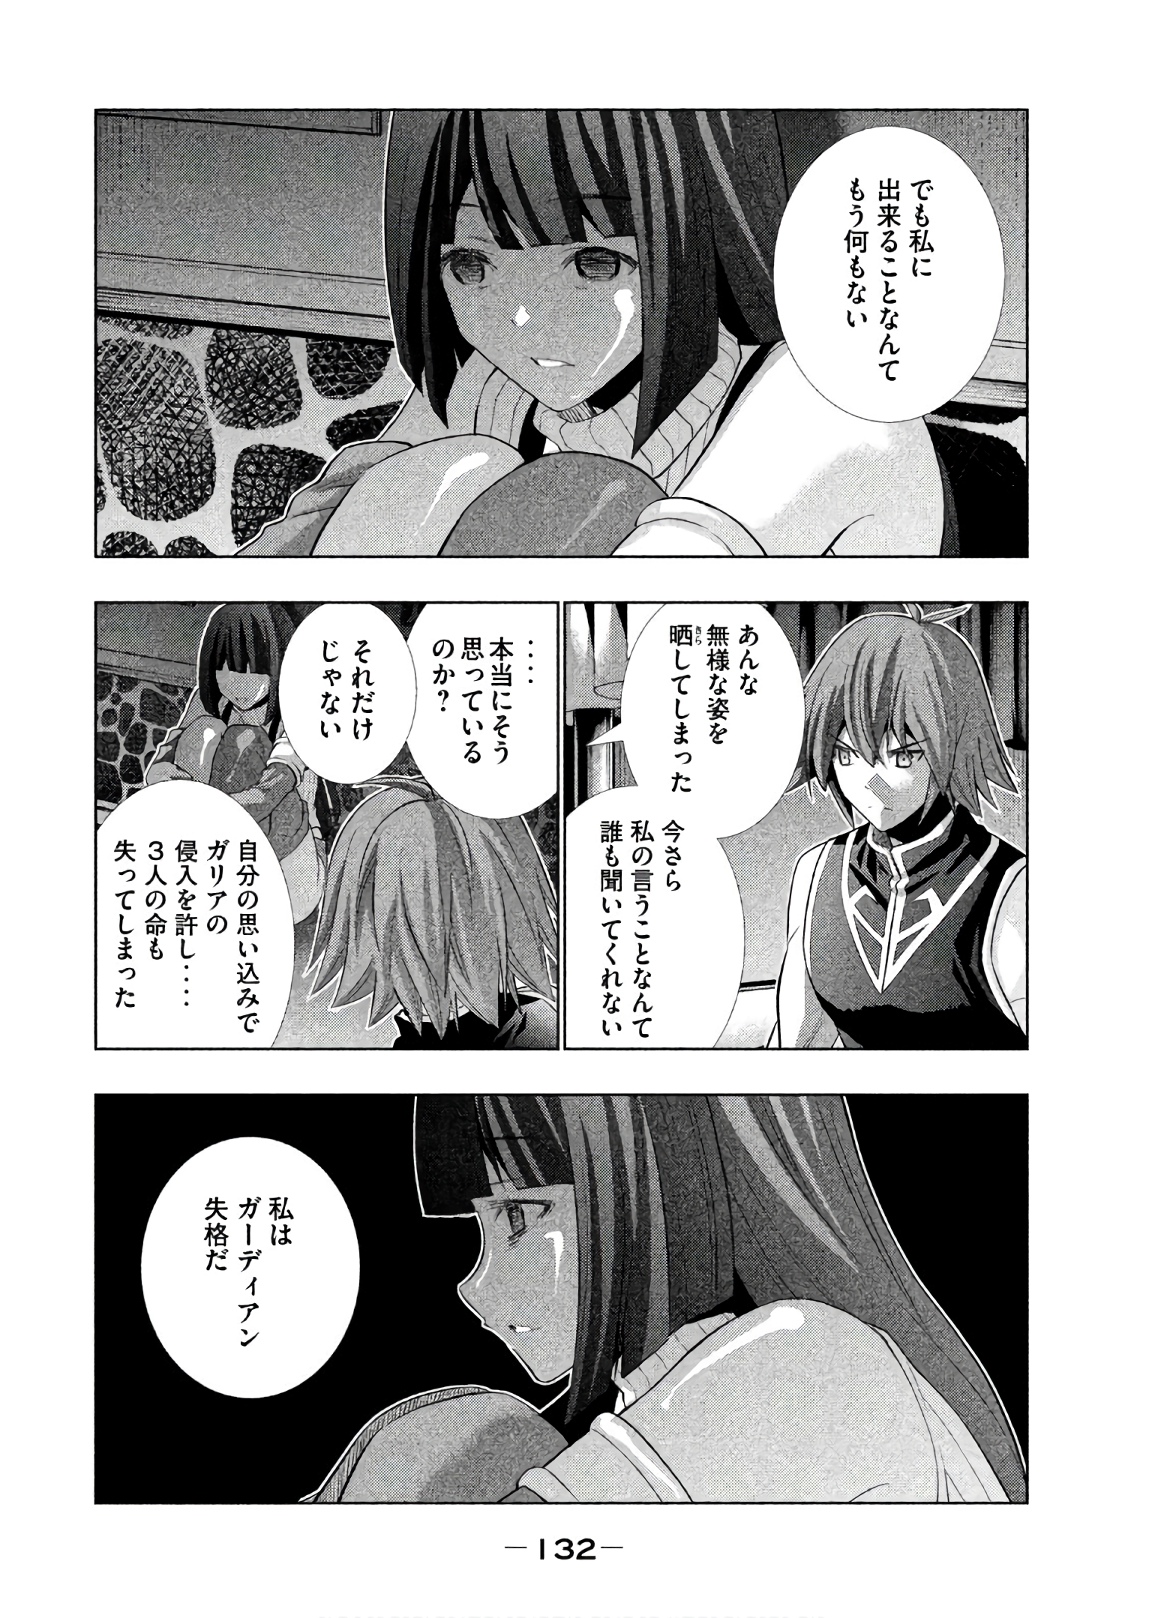 でも私に
出来ることなんて
もう何もない
あんな
無様な姿を
晒してしまった
さら
今さら
私の言うことなんて
誰も聞いてくれない
‥‥
本当にそう
思っている
のか？
それだけ
じゃない
自分の思い込みで
ガリアの
侵入を許し‥‥
3人の命も
失ってしまった
私は
ガーディアン
失格だ
—132—